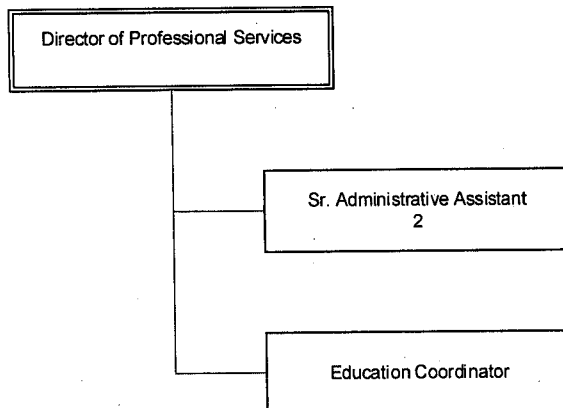 Director of Professional Services
Sr. Administrative Assistant
2
Education Coordinator